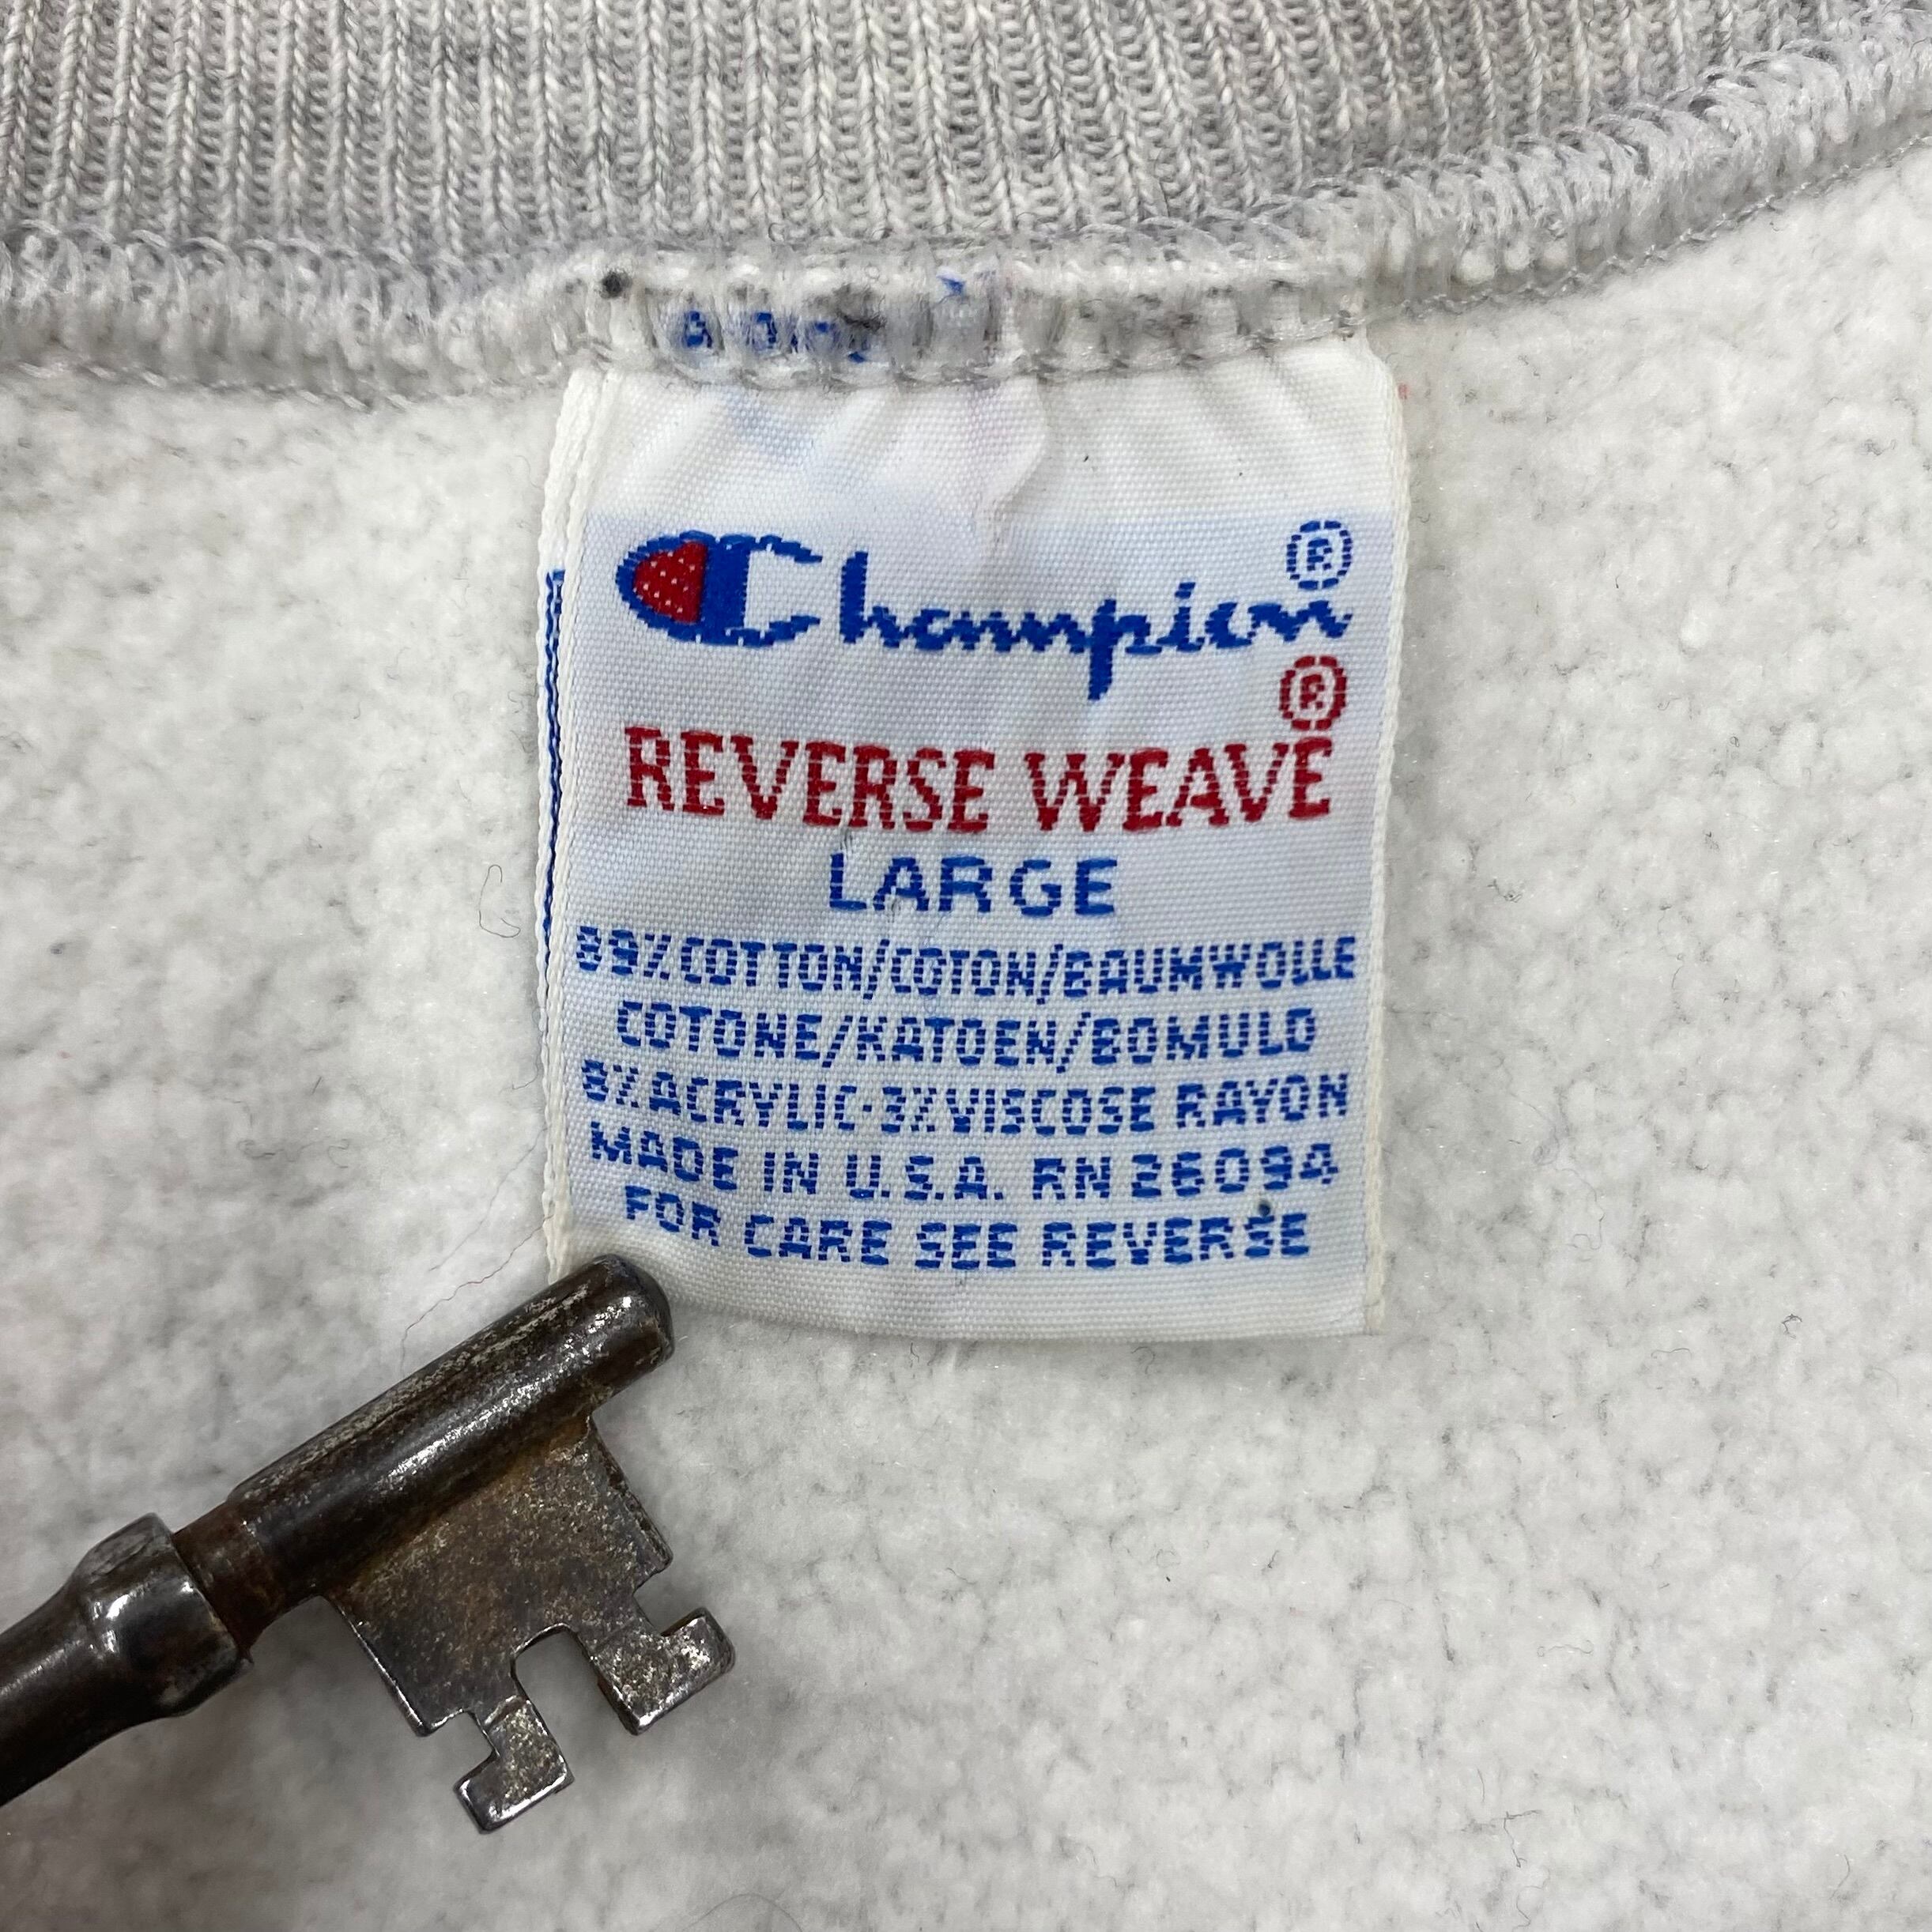 Champion®
®
REVERSE WEAVE
LARGE
89%COTTON/COTON/BAUMWOLLE
COTONE/KATOEN/BOMULD
8%ACRYLIC-3%VISCOSE RAYON
MADE IN U.S.A. RN 26094
FOR CARE SEE REVERSE